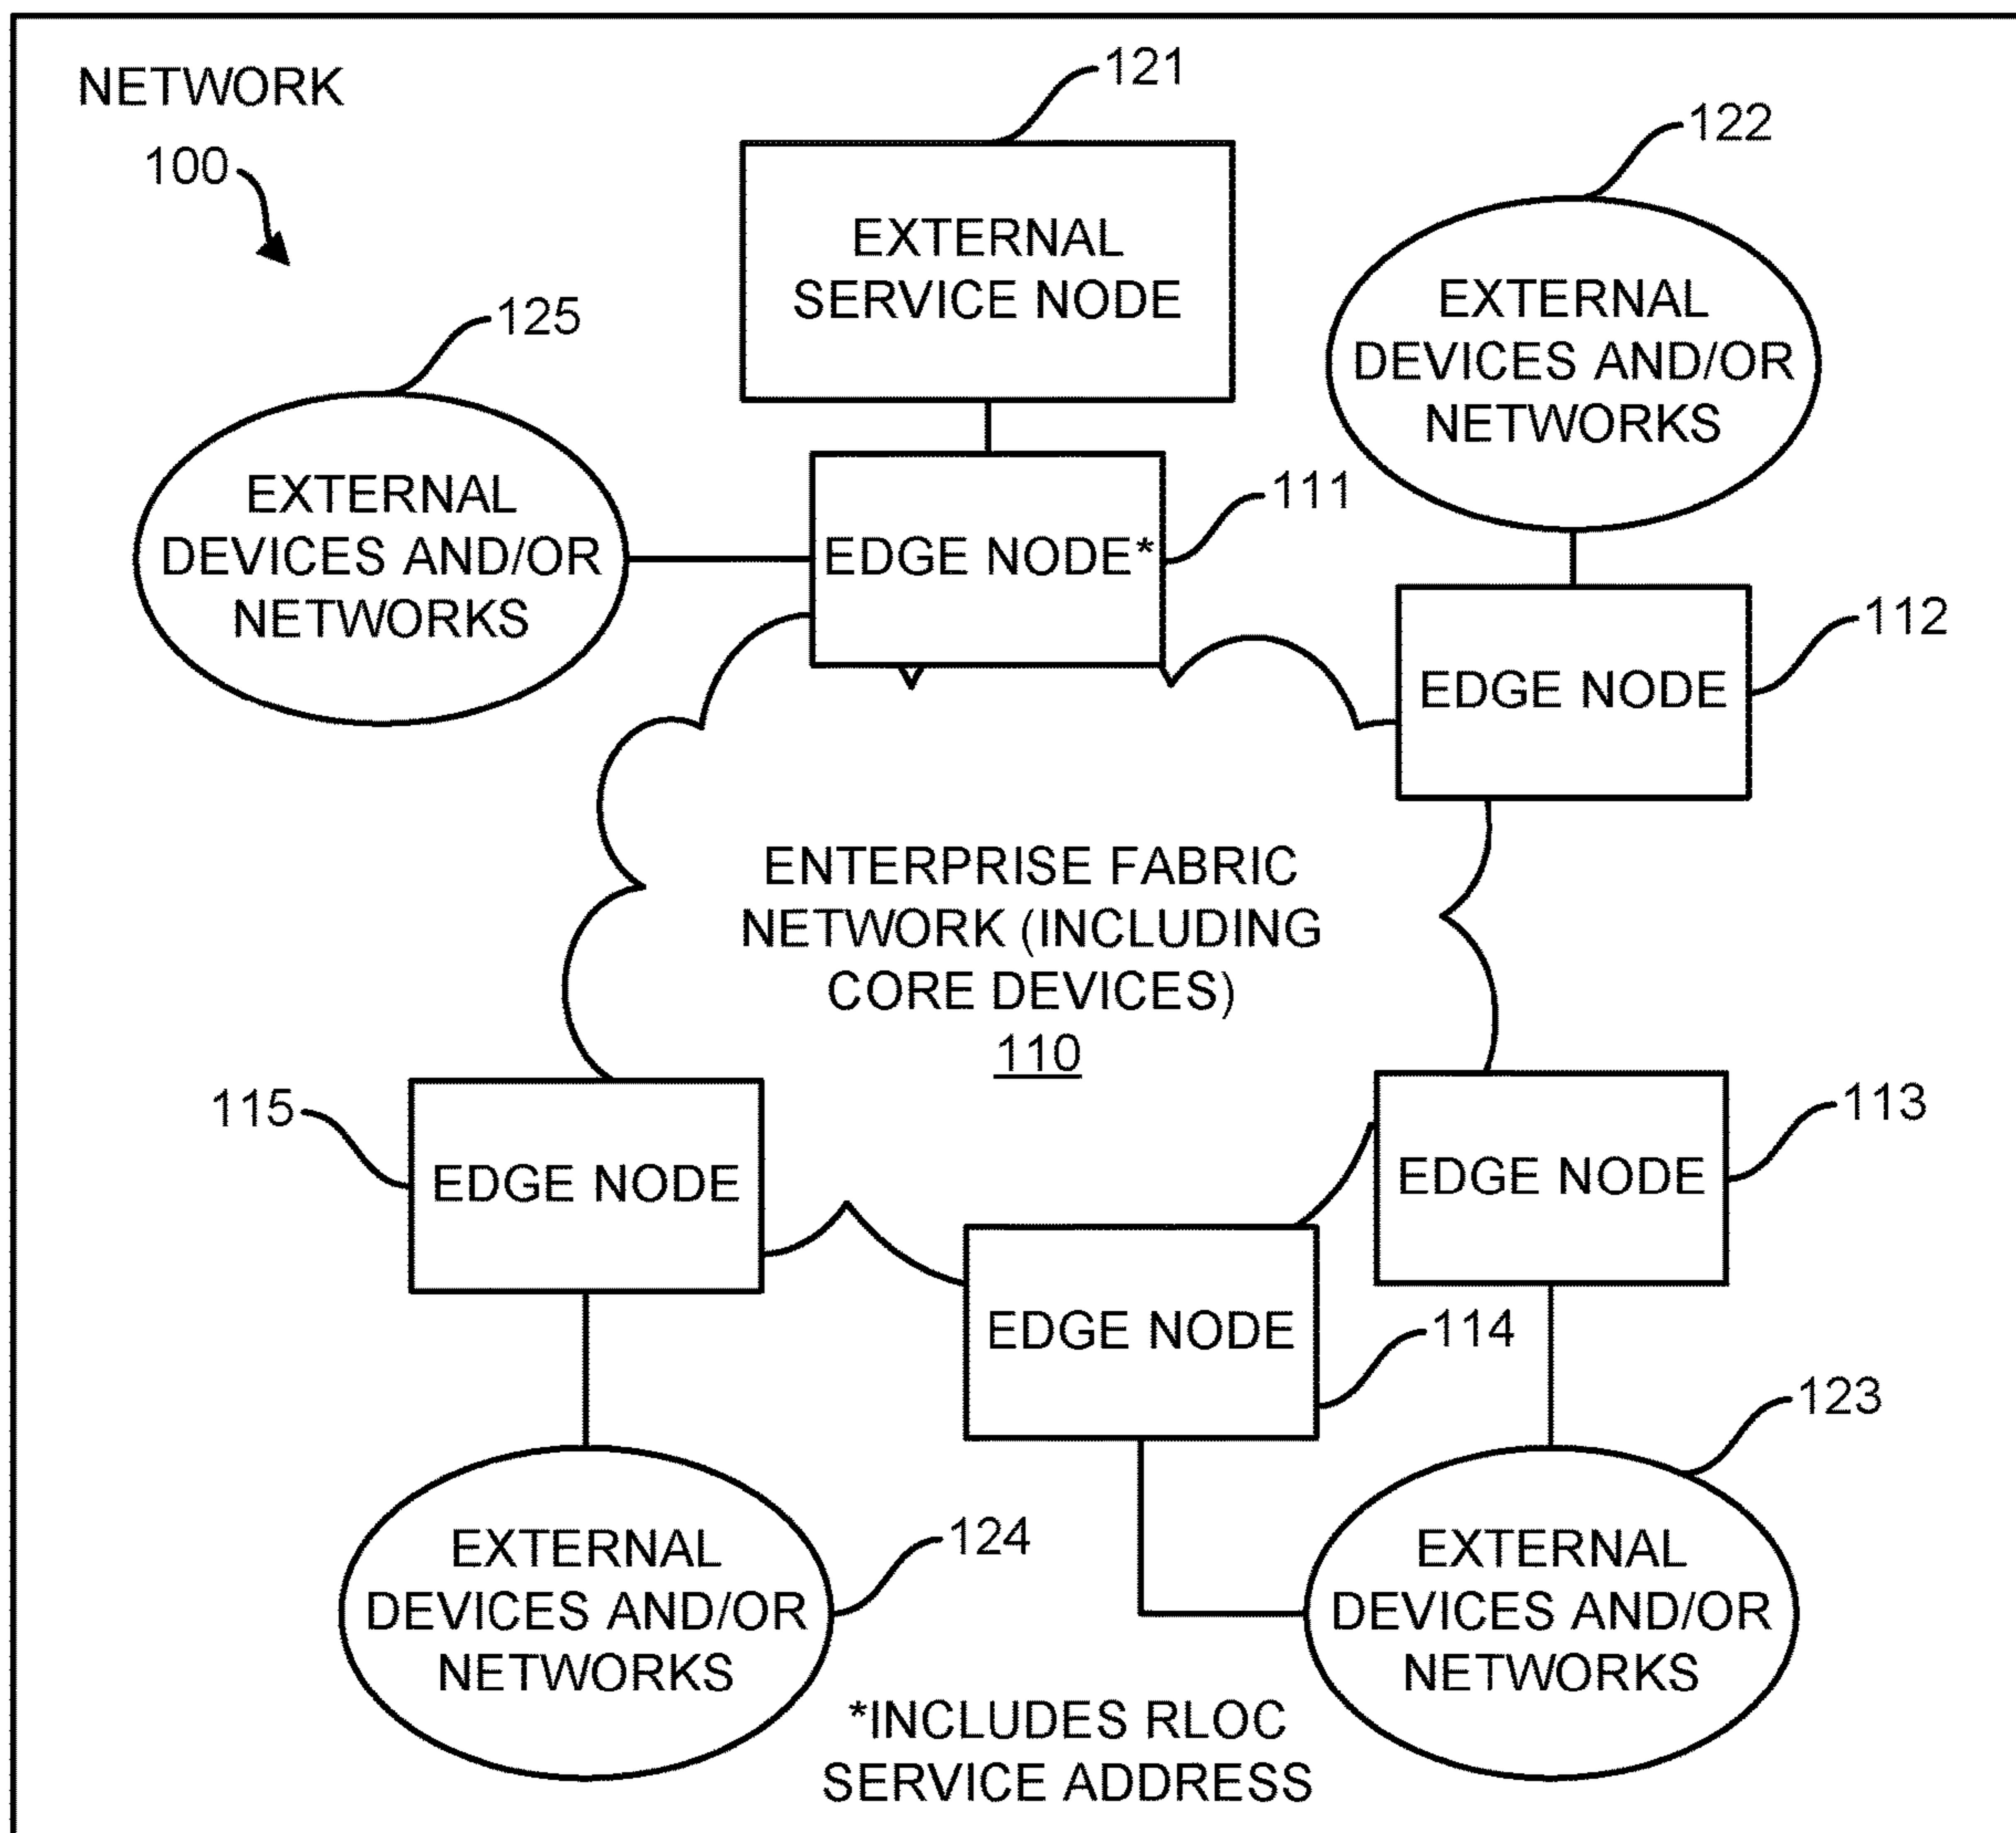 NETWORK
100
121
EXTERNAL
SERVICE NODE
122
EXTERNAL
DEVICES AND/OR
NETWORKS
125
EXTERNAL
DEVICES AND/OR
NETWORKS
EDGE NODE*
111
EDGE NODE
112
ENTERPRISE FABRIC
NETWORK (INCLUDING
CORE DEVICES)
110
115
EDGE NODE
EDGE NODE
113
EDGE NODE
114
123
EXTERNAL
DEVICES AND/OR
NETWORKS
124
EXTERNAL
DEVICES AND/OR
NETWORKS
*INCLUDES RLOC
SERVICE ADDRESS